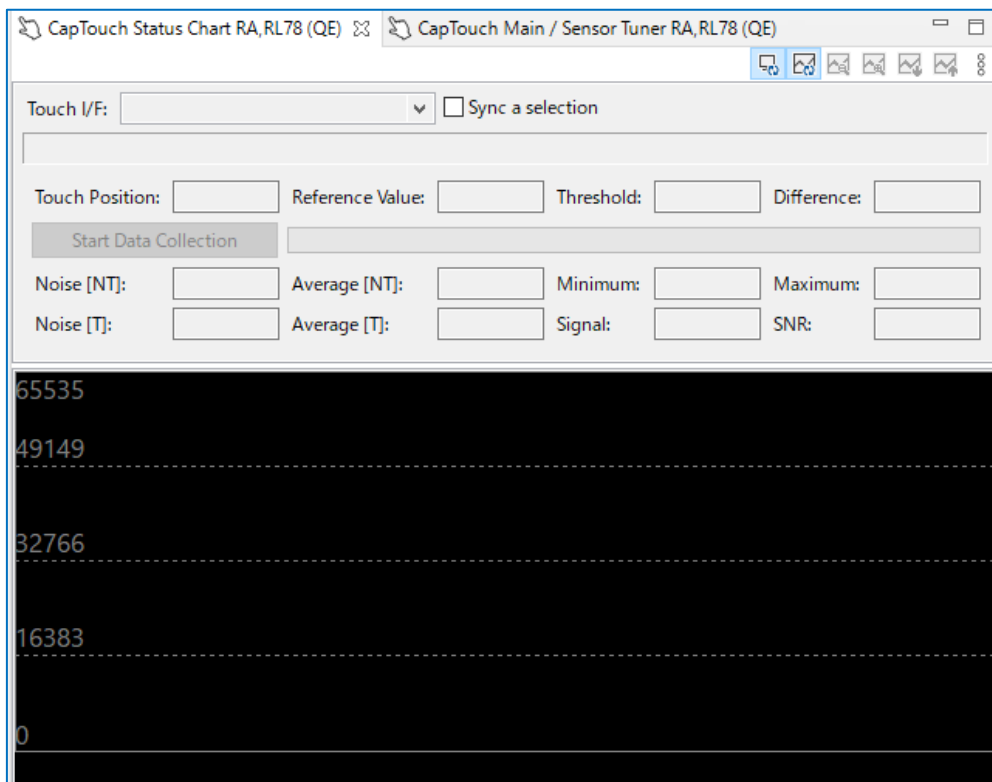 CapTouch Status Chart RA,RL78 (QE) CapTouch Main / Sensor Tuner RA,RL78 (QE)
Touch I/F: Sync a selection
Touch Position: Reference Value: Threshold: Difference:
Start Data Collection
Noise [NT]: Average [NT]: Minimum: Maximum:
Noise [T]: Average [T]: Signal: SNR:
65535
49149
32766
16383
0